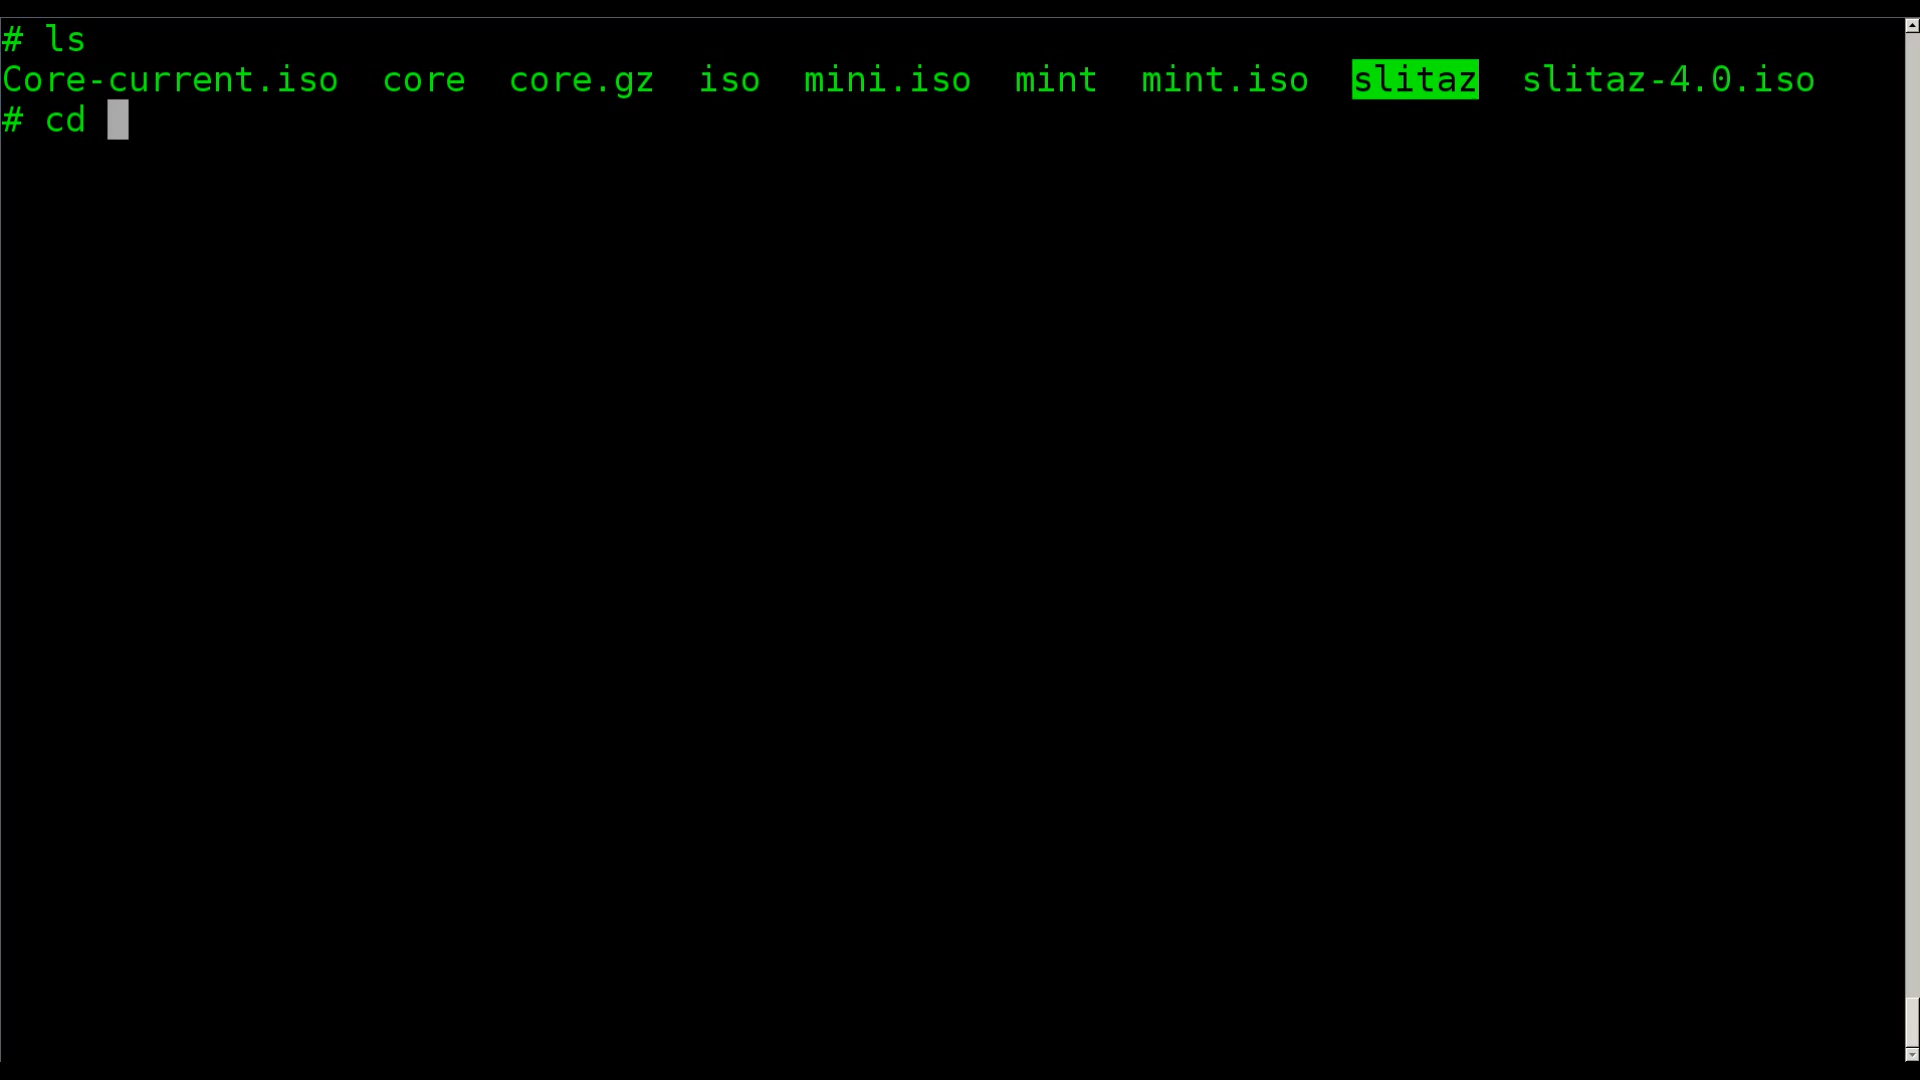 # ls
Core-current.iso  core  core.gz  iso  mini.iso  mint  mint.iso  slitaz  slitaz-4.0.iso
# cd